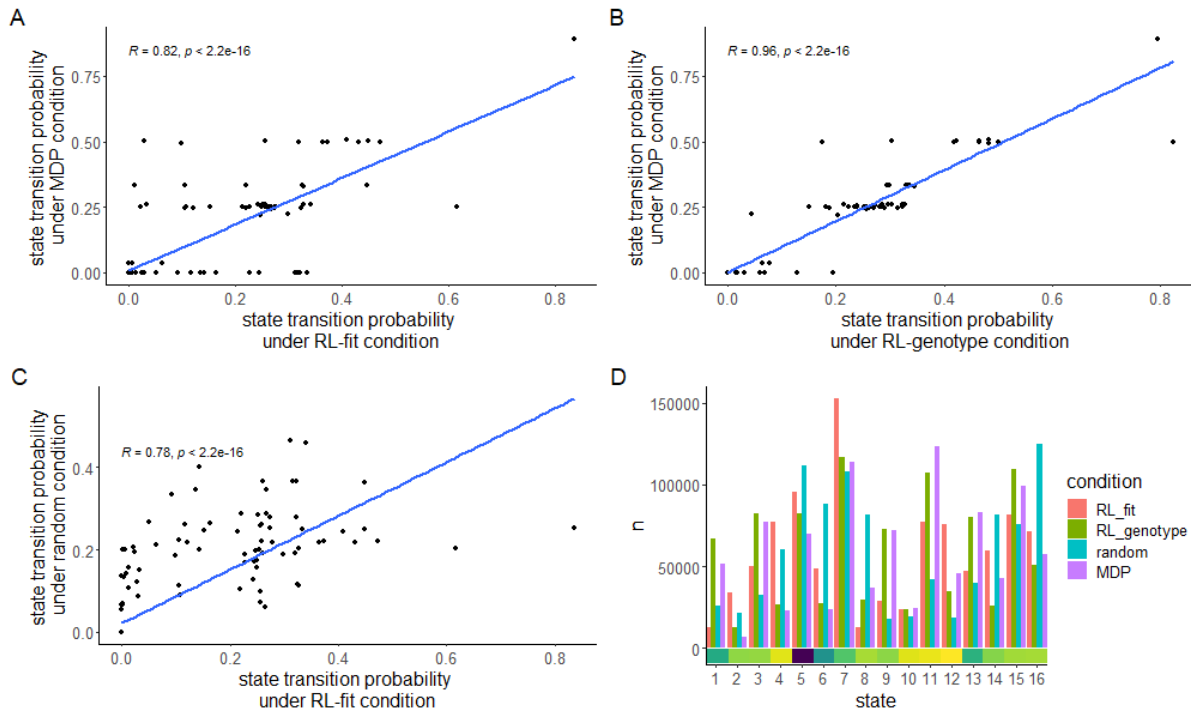 A
R = 0.82, p < 2.2e-16
state transition probability
under MDP condition
0.75
0.50
0.25
0.00
0.0 0.2 0.4 0.6 0.8
state transition probability
under RL-fit condition
B
R = 0.96, p < 2.2e-16
state transition probability
under MDP condition
0.75
0.50
0.25
0.00
0.0 0.2 0.4 0.6 0.8
state transition probability
under RL-genotype condition
C
R = 0.78, p < 2.2e-16
state transition probability
under random condition
0.4
0.2
0.0
0.0 0.2 0.4 0.6 0.8
state transition probability
under RL-fit condition
D
n
150000
100000
50000
0
1 2 3 4 5 6 7 8 9 10 11 12 13 14 15 16
state
condition
RL_fit
RL_genotype
random
MDP